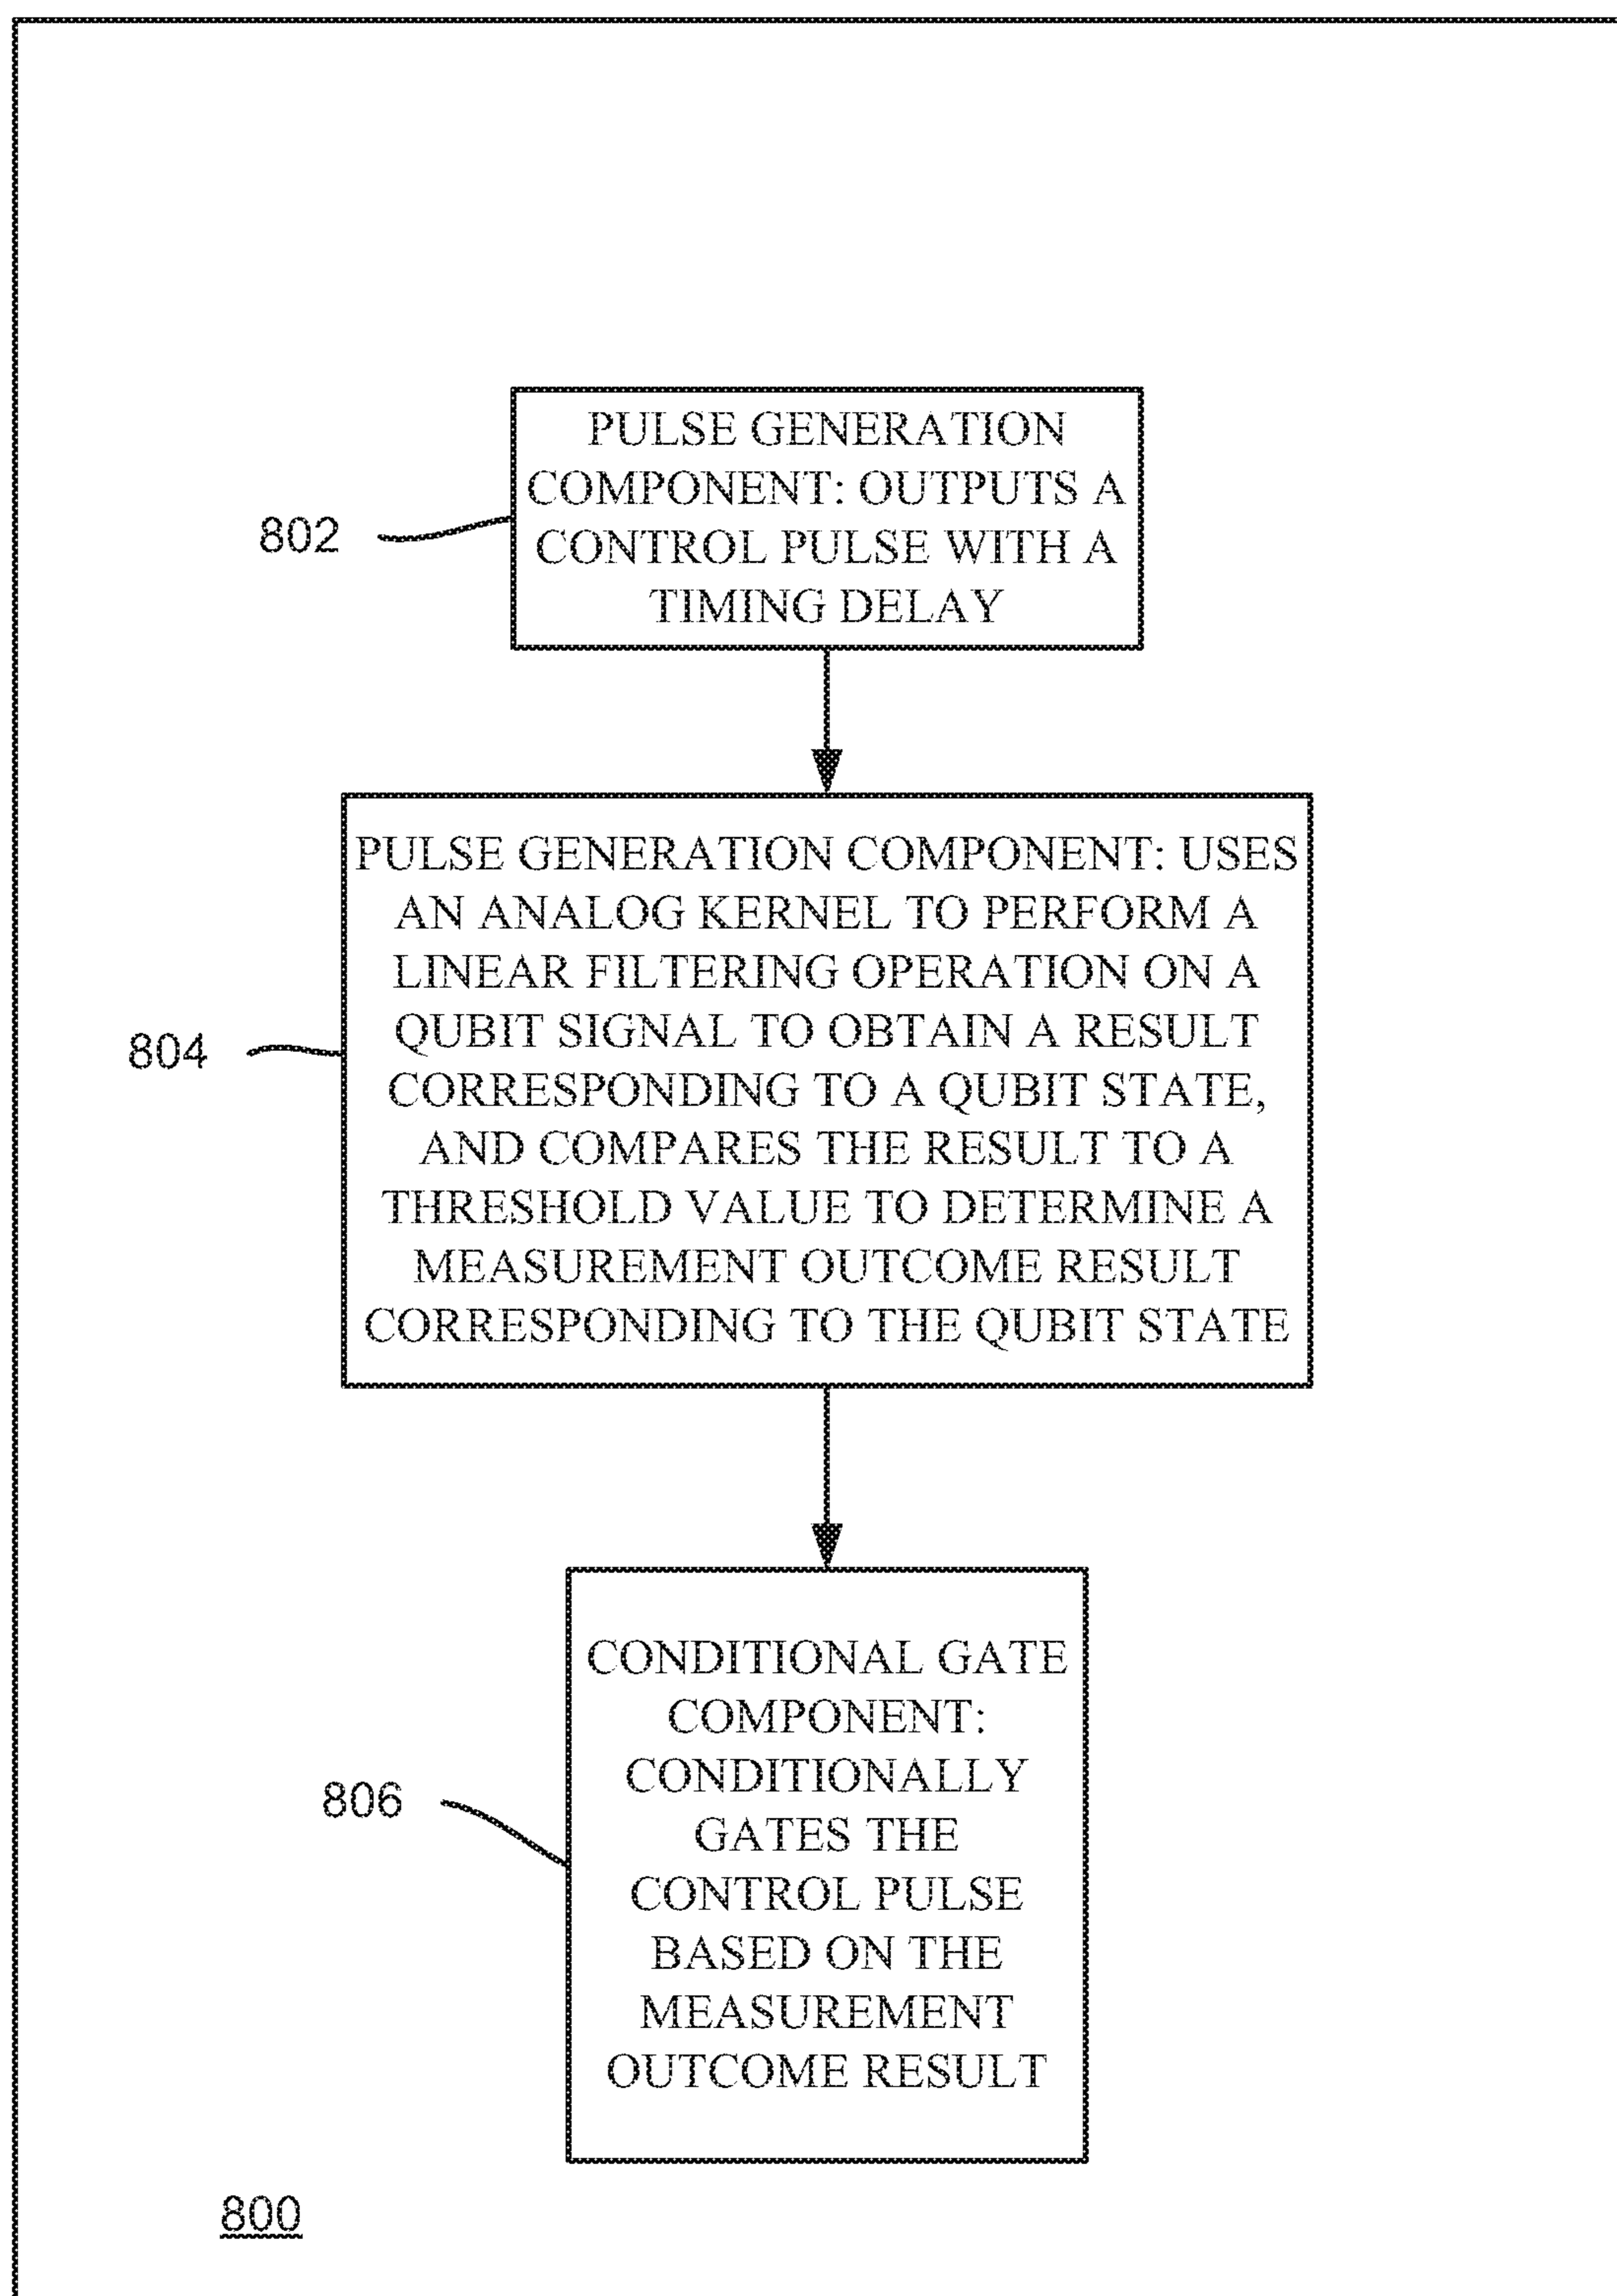 PULSE GENERATION
COMPONENT: OUTPUTS A
CONTROL PULSE WITH A
TIMING DELAY
802
PULSE GENERATION COMPONENT: USES
AN ANALOG KERNEL TO PERFORM A
LINEAR FILTERING OPERATION ON A
QUBIT SIGNAL TO OBTAIN A RESULT
CORRESPONDING TO A QUBIT STATE,
AND COMPARES THE RESULT TO A
THRESHOLD VALUE TO DETERMINE A
MEASUREMENT OUTCOME RESULT
CORRESPONDING TO THE QUBIT STATE
804
CONDITIONAL GATE
COMPONENT:
CONDITIONALLY
GATES THE
CONTROL PULSE
BASED ON THE
MEASUREMENT
OUTCOME RESULT
806
800